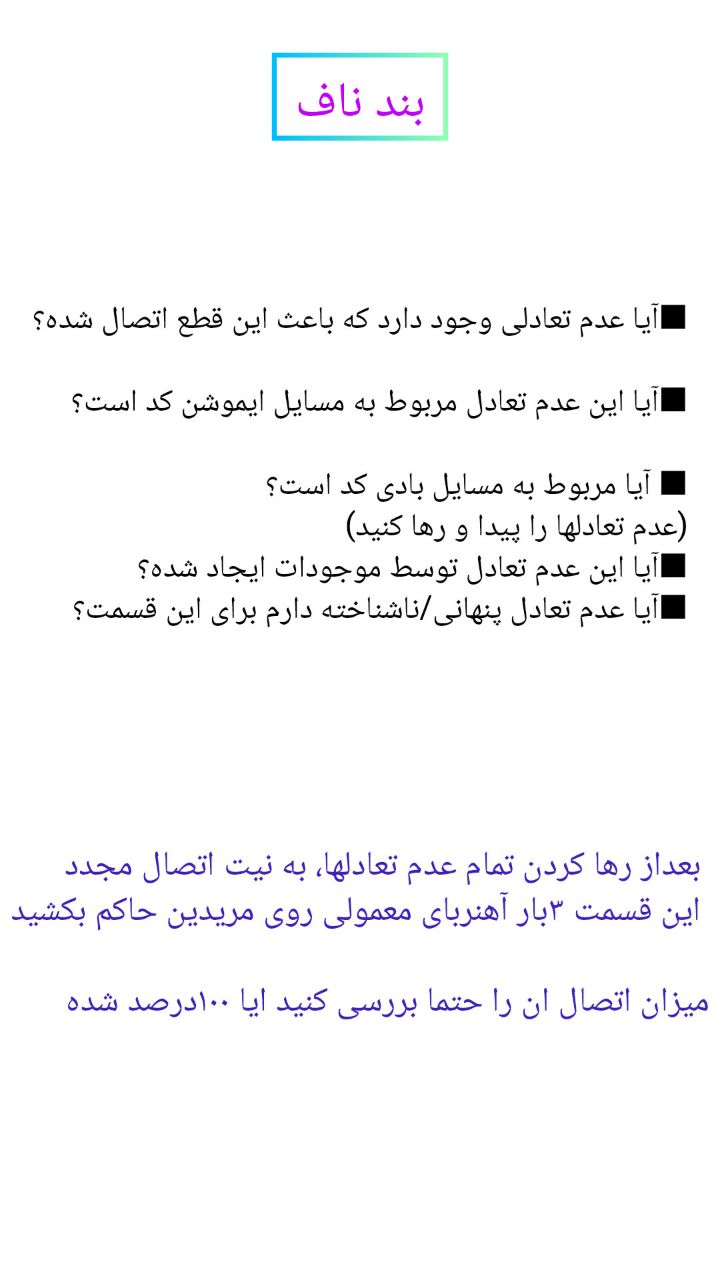 بند ناف
■آیا عدم تعادلی وجود دارد که باعث این قطع اتصال شده؟
■آیا این عدم تعادل مربوط به مسایل ایموشن کد است؟
■ آیا مربوط به مسایل بادی کد است؟
(عدم تعادلها را پیدا و رها کنید)
■آیا این عدم تعادل توسط موجودات ایجاد شده؟
■آیا عدم تعادل پنهانی/ناشناخته دارم برای این قسمت؟
بعداز رها کردن تمام عدم تعادلها، به نیت اتصال مجدد
این قسمت ۳بار آهنربای معمولی روی مریدین حاکم بکشید
میزان اتصال ان را حتما بررسی کنید ایا ۱۰۰درصد شده